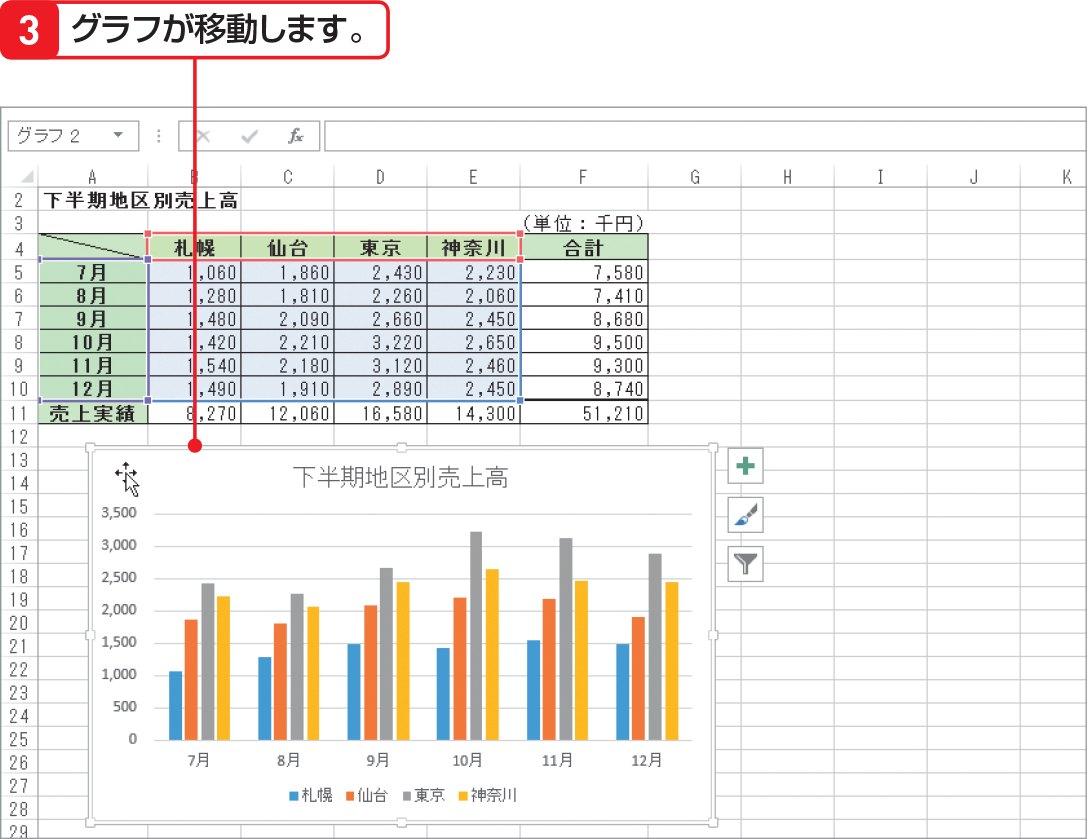 3 グラフが移動します。
グラフ 2 fx
A B C D E F G H I J K
2 下半期地区別売上高
3 (単位：千円)
4 札幌 仙台 東京 神奈川 合計
5 7月 1,060 1,860 2,430 2,230 7,580
6 8月 1,280 1,810 2,260 2,060 7,410
7 9月 1,480 2,090 2,660 2,450 8,680
8 10月 1,420 2,210 3,220 2,650 9,500
9 11月 1,540 2,180 3,120 2,460 9,300
10 12月 1,490 1,910 2,890 2,450 8,740
11 売上実績 8,270 12,060 16,580 14,300 51,210
12
13
14
15
16
17
18
19
20
21
22
23
24
25
26
27
28
29
下半期地区別売上高
3,500
3,000
2,500
2,000
1,500
1,000
500
0
7月 8月 9月 10月 11月 12月
札幌 仙台 東京 神奈川